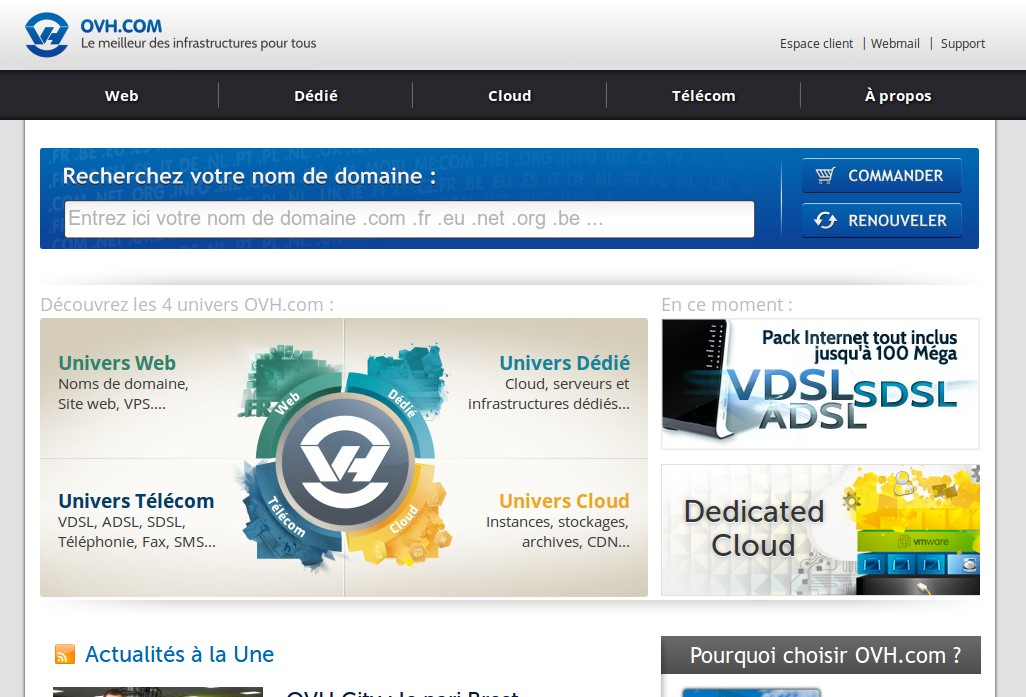 OVH.COM
Le meilleur des infrastructures pour tous
Espace client | Webmail | Support
Web
Dédié
Cloud
Télécom
À propos
Recherchez votre nom de domaine :
Entrez ici votre nom de domaine .com .fr .eu .net .org .be ...
COMMANDER
RENOUVELER
Découvrez les 4 univers OVH.com :
Univers Web
Noms de domaine,
Site web, VPS....
Univers Dédié
Cloud, serveurs et
infrastructures dédiés...
Web
Dédié
Télécom
Cloud
Univers Télécom
VDSL, ADSL, SDSL,
Téléphonie, Fax, SMS...
Univers Cloud
Instances, stockages,
archives, CDN...
En ce moment :
Pack Internet tout inclus
jusqu'à 100 Méga
VDSL SDSL
ADSL
Dedicated
Cloud
vmware
Actualités à la Une
Pourquoi choisir OVH.com ?
OVH City : le pari Brest